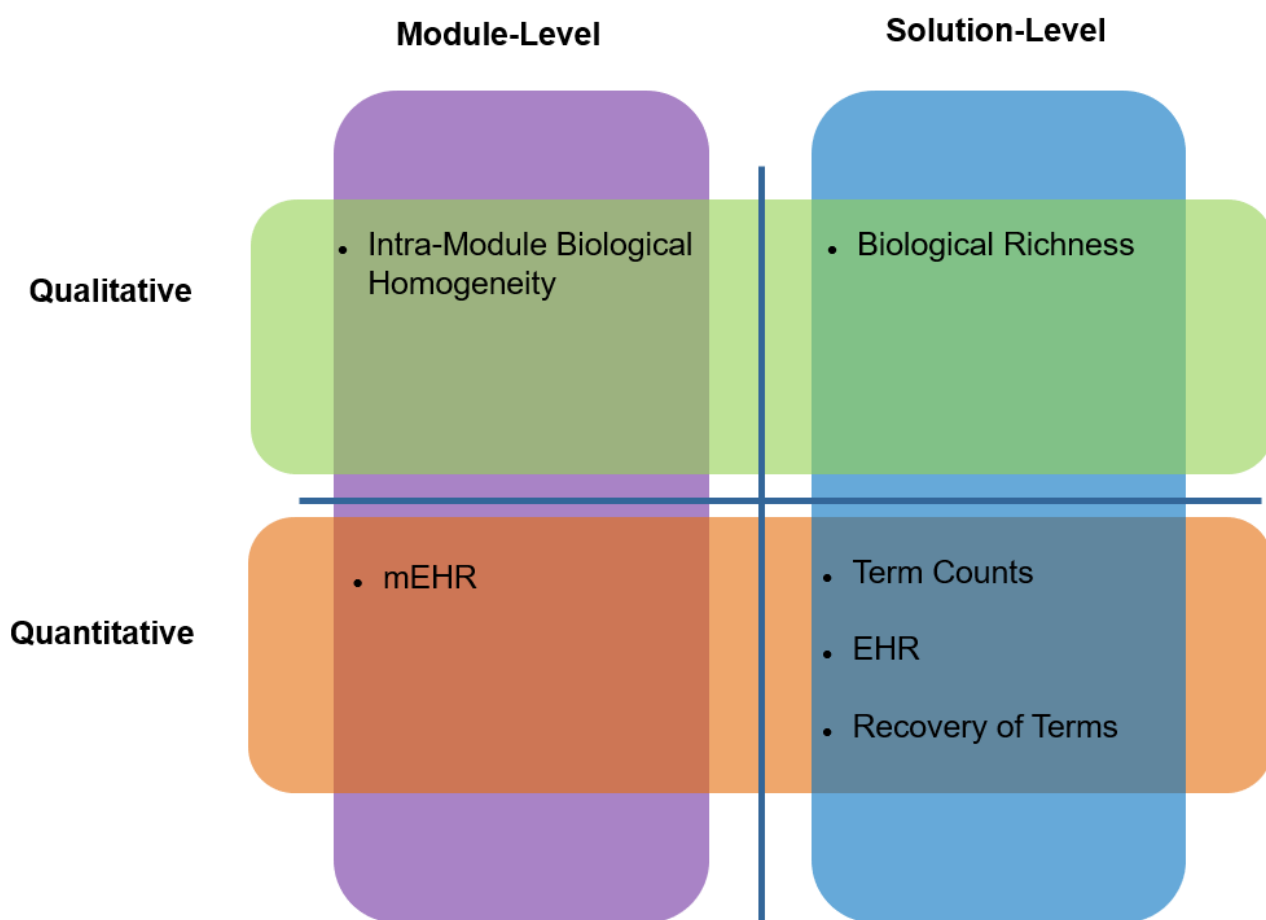 Module-Level
Solution-Level
Qualitative
• Intra-Module Biological
Homogeneity
• Biological Richness
Quantitative
• mEHR
• Term Counts
• EHR
• Recovery of Terms